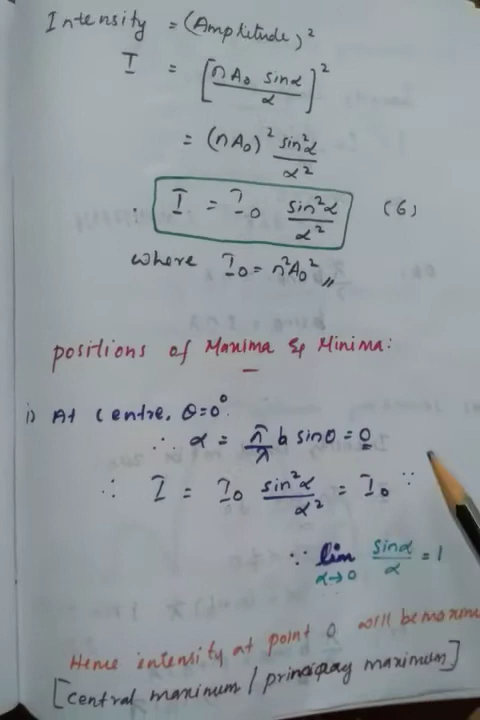 Intensity = (Amplitude)²
I = [nA₀ sinα / α]²
= (nA₀)² sin²α / α²
∴ I = I₀ sin²α / α² (6)
where I₀ = n²A₀² 〃
positions of Maxima & Minima:
i) At Centre, θ=0°.
∴ α = π/λ b sinθ = 0
∴ I = I₀ sin²α / α² = I₀ ∵
∵ lim α→0 sinα / α = 1
Hence intensity at point O will be maximu
[central maximum / principay maximum]